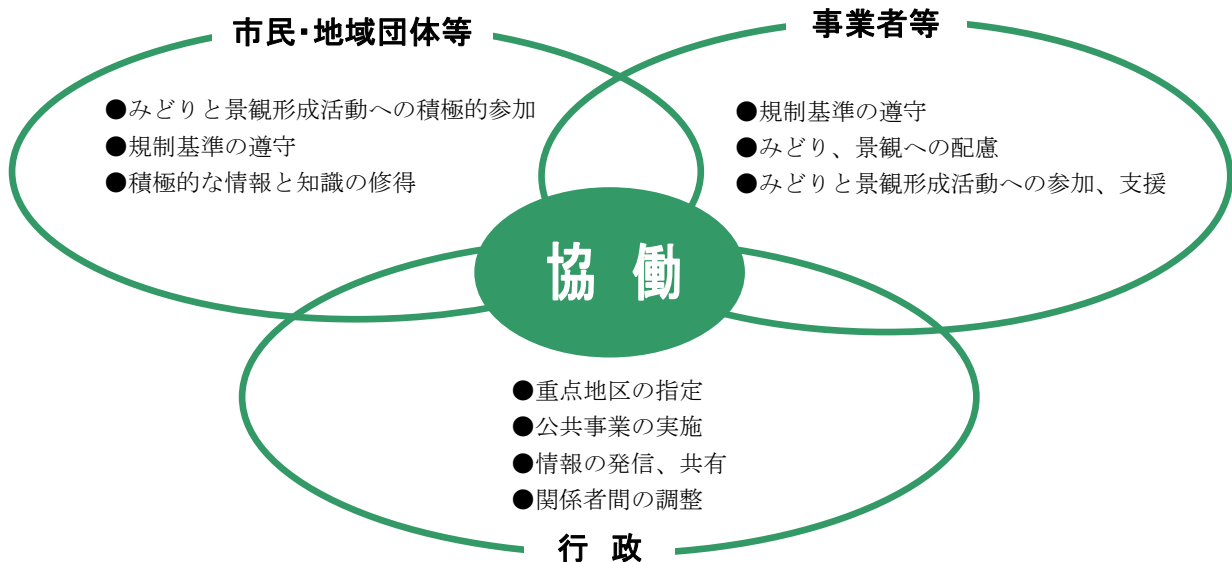 市民・地域団体等
●みどりと景観形成活動への積極的参加
●規制基準の遵守
●積極的な情報と知識の修得
事業者等
●規制基準の遵守
●みどり、景観への配慮
●みどりと景観形成活動への参加、支援
協 働
●重点地区の指定
●公共事業の実施
●情報の発信、共有
●関係者間の調整
行 政